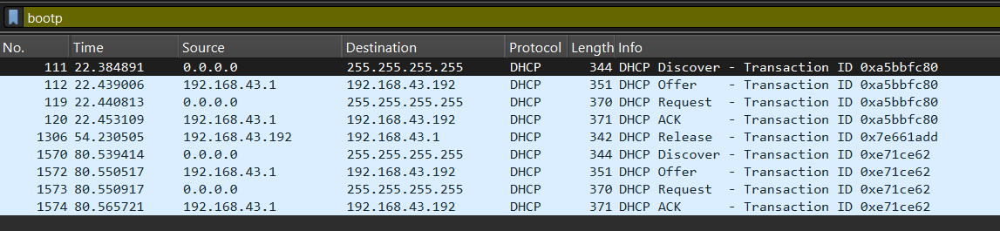 bootp
No. Time Source Destination Protocol Length Info
111 22.384891 0.0.0.0 255.255.255.255 DHCP 344 DHCP Discover - Transaction ID 0xa5bbfc80
112 22.439006 192.168.43.1 192.168.43.192 DHCP 351 DHCP Offer - Transaction ID 0xa5bbfc80
119 22.440813 0.0.0.0 255.255.255.255 DHCP 370 DHCP Request - Transaction ID 0xa5bbfc80
120 22.453109 192.168.43.1 192.168.43.192 DHCP 371 DHCP ACK - Transaction ID 0xa5bbfc80
1306 54.230505 192.168.43.192 192.168.43.1 DHCP 342 DHCP Release - Transaction ID 0x7e661add
1570 80.539414 0.0.0.0 255.255.255.255 DHCP 344 DHCP Discover - Transaction ID 0xe71ce62
1572 80.550517 192.168.43.1 192.168.43.192 DHCP 351 DHCP Offer - Transaction ID 0xe71ce62
1573 80.550917 0.0.0.0 255.255.255.255 DHCP 370 DHCP Request - Transaction ID 0xe71ce62
1574 80.565721 192.168.43.1 192.168.43.192 DHCP 371 DHCP ACK - Transaction ID 0xe71ce62